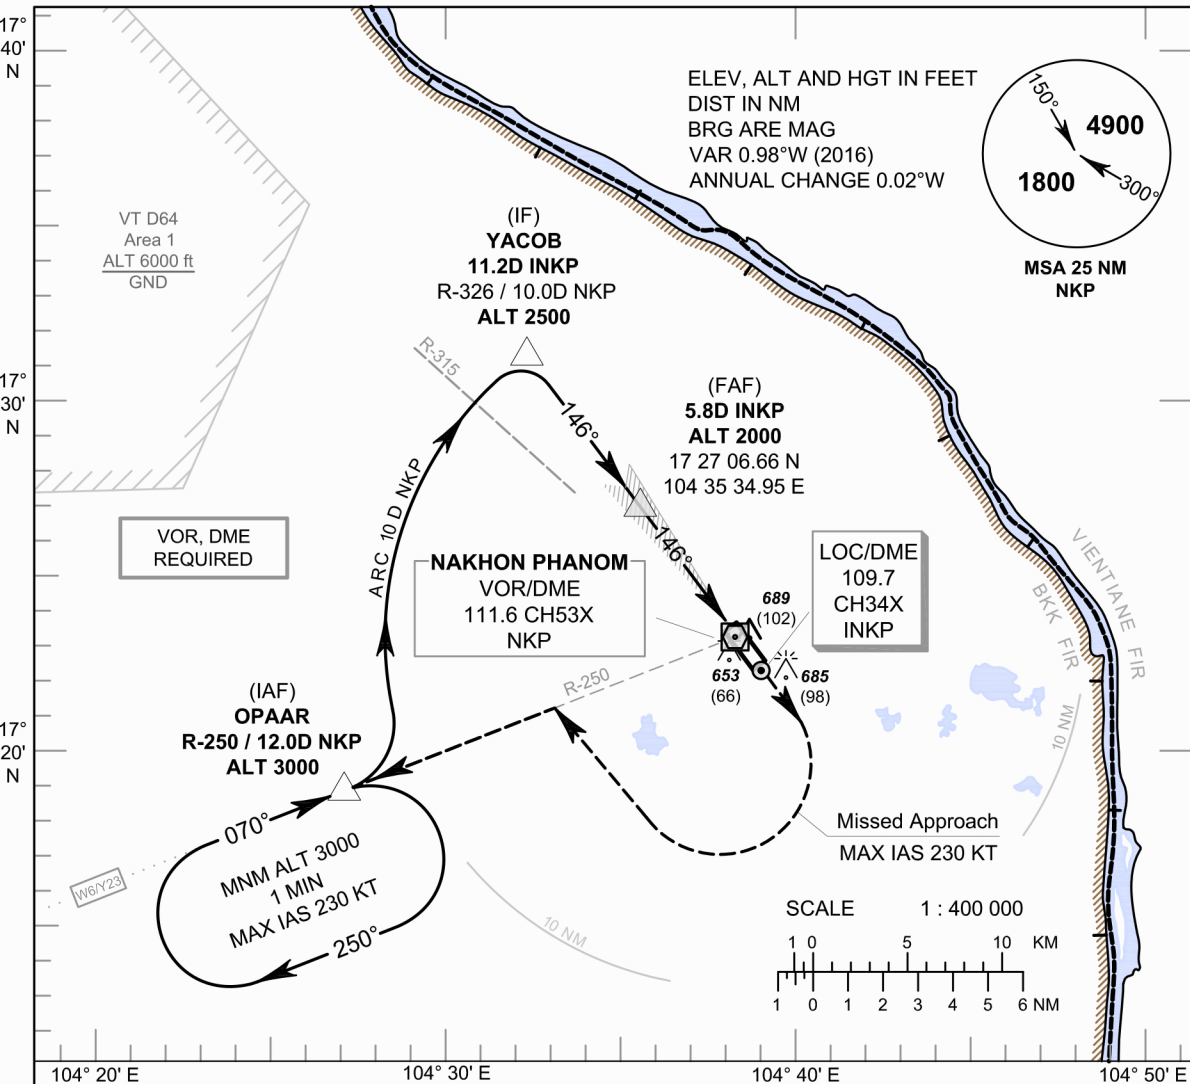 17°
40'
N
ELEV, ALT AND HGT IN FEET
DIST IN NM
BRG ARE MAG
VAR 0.98°W (2016)
ANNUAL CHANGE 0.02°W
150°
4900
1800
300°
MSA 25 NM
NKP
VT D64
Area 1
ALT 6000 ft
GND
(IF)
YACOB
11.2D INKP
R-326 / 10.0D NKP
ALT 2500
R-315
17°
30'
N
146°
(FAF)
5.8D INKP
ALT 2000
17 27 06.66 N
104 35 34.95 E
ARC 10 D NKP
VOR, DME
REQUIRED
146°
NAKHON PHANOM
VOR/DME
111.6 CH53X
NKP
LOC/DME
109.7
CH34X
INKP
VIENTIANE FIR
BKK FIR
689
(102)
653
(66)
685
(98)
R-250
(IAF)
OPAAR
R-250 / 12.0D NKP
ALT 3000
17°
20'
N
10 NM
070°
MNM ALT 3000
1 MIN
MAX IAS 230 KT
250°
W6/Y23
Missed Approach
MAX IAS 230 KT
10 NM
SCALE 1 : 400 000
1 0 5 10 KM
1 0 1 2 3 4 5 6 NM
104° 20' E 104° 30' E 104° 40' E 104° 50' E